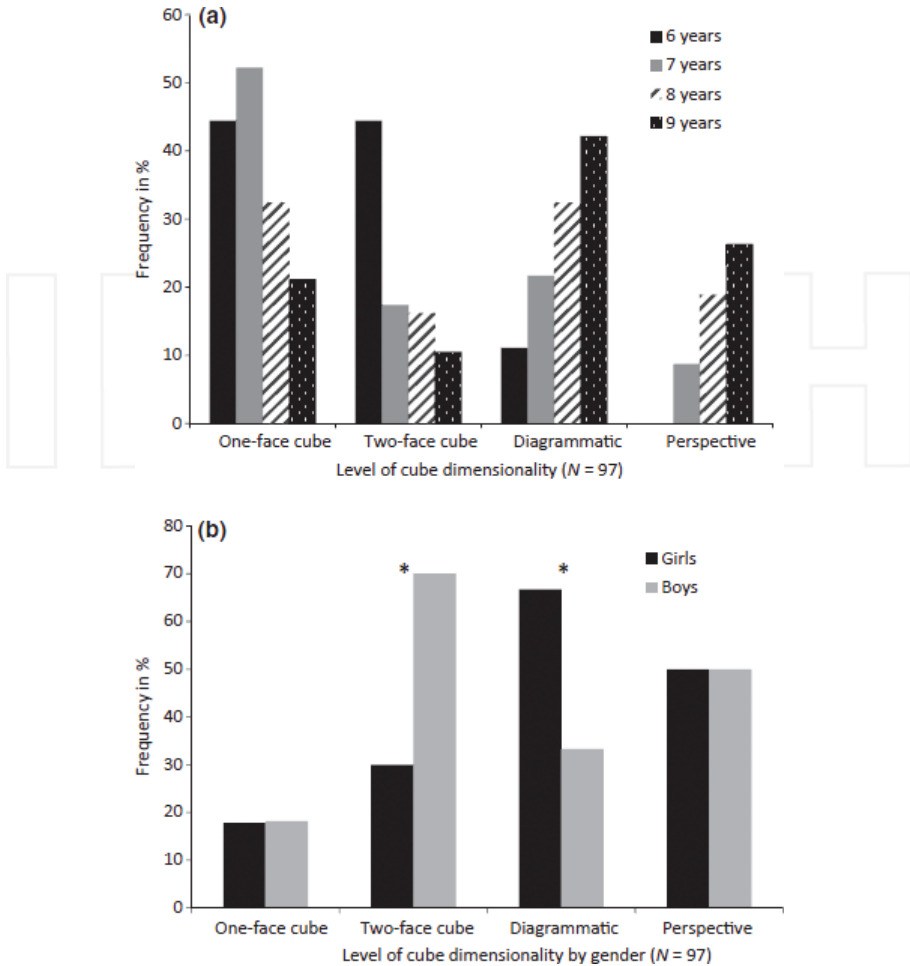 (a)
60
50
40
30
20
10
0
Frequency in %
6 years
7 years
8 years
9 years
One-face cube Two-face cube Diagrammatic Perspective
Level of cube dimensionality (N = 97)
(b)
80
70
60
50
40
30
20
10
0
Frequency in %
Girls
Boys
* *
One-face cube Two-face cube Diagrammatic Perspective
Level of cube dimensionality by gender (N = 97)